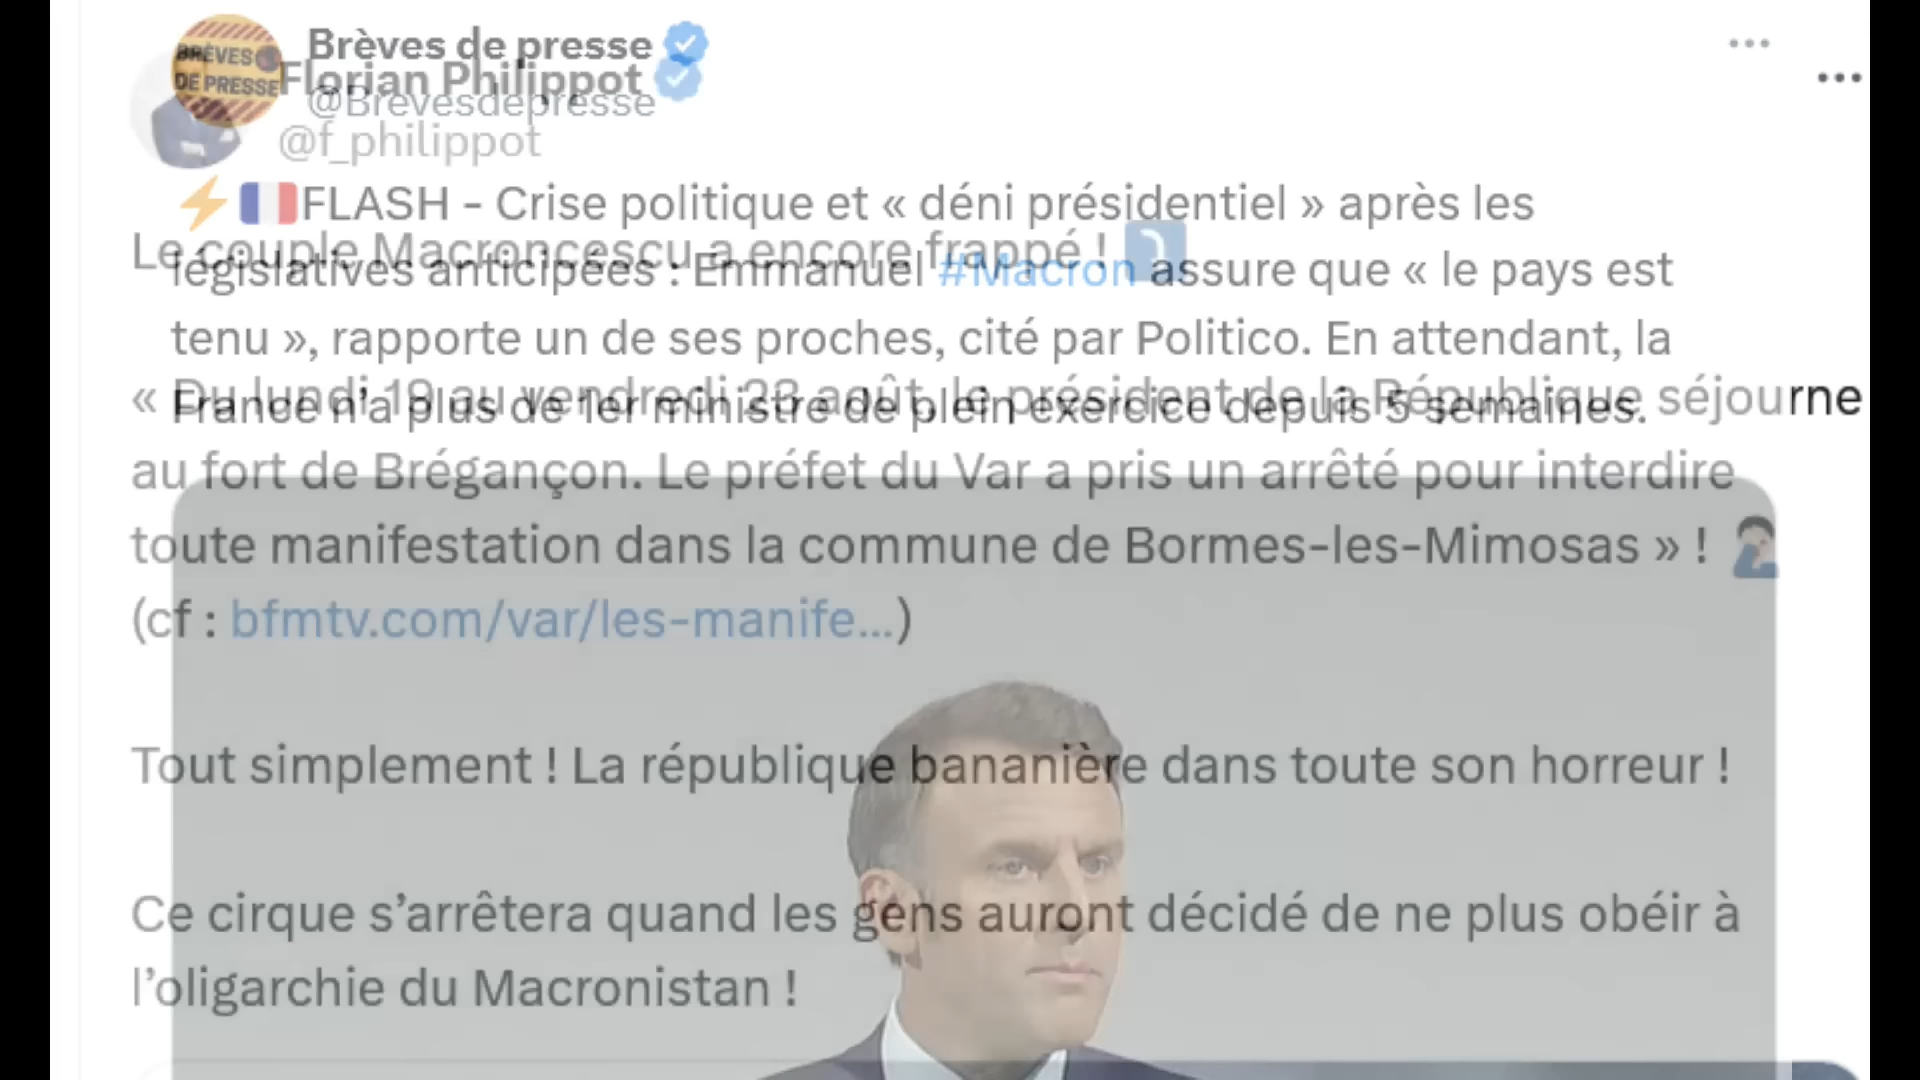 BRÈVES
DE PRESSE
Brèves de presse
@Brevesdepresse
⚡🇫🇷FLASH - Crise politique et « déni présidentiel » après les
législatives anticipées : Emmanuel #Macron assure que « le pays est
tenu », rapporte un de ses proches, cité par Politico. En attendant, la
France n'a plus de 1er ministre de plein exercice depuis 5 semaines.
Florian Philippot
@f_philippot
Le couple Macroncescu a encore frappé ! ⤵️
« Du lundi 19 au vendredi 23 août, le président de la République séjourne
au fort de Brégançon. Le préfet du Var a pris un arrêté pour interdire
toute manifestation dans la commune de Bormes-les-Mimosas » ! 🤦🏻‍♂️
(cf : bfmtv.com/var/les-manife…)
Tout simplement ! La république bananière dans toute son horreur !
Ce cirque s’arrêtera quand les gens auront décidé de ne plus obéir à
l’oligarchie du Macronistan !